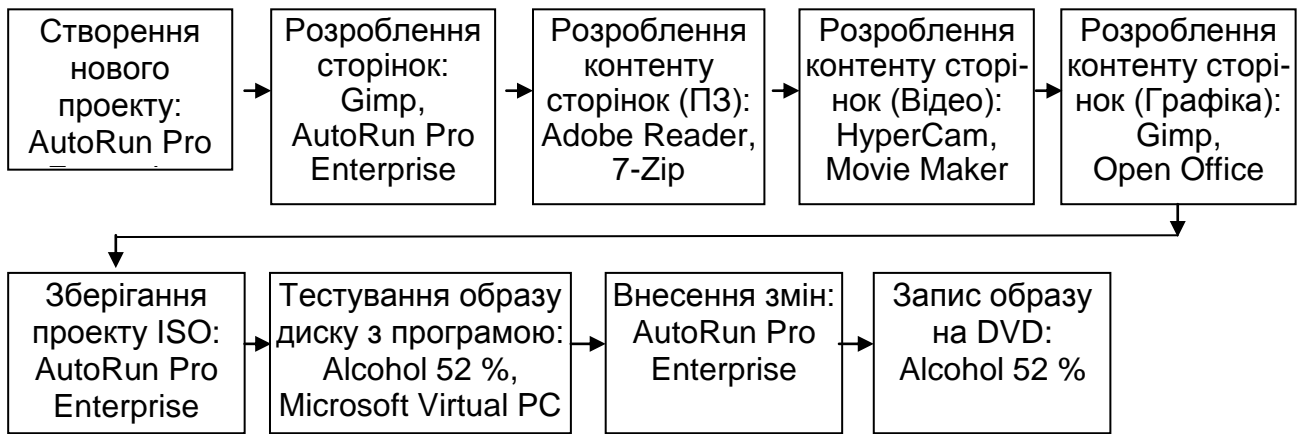 Створення
нового
проекту:
AutoRun Pro
Розроблення
сторінок:
Gimp,
AutoRun Pro
Enterprise
Розроблення
контенту
сторінок (ПЗ):
Adobe Reader,
7-Zip
Розроблення
контенту сторі-
нок (Відео):
HyperCam,
Movie Maker
Розроблення
контенту сторі-
нок (Графіка):
Gimp,
Open Office
Зберігання
проекту ISO:
AutoRun Pro
Enterprise
Тестування образу
диску з програмою:
Alcohol 52 %,
Microsoft Virtual PC
Внесення змін:
AutoRun Pro
Enterprise
Запис образу
на DVD:
Alcohol 52 %